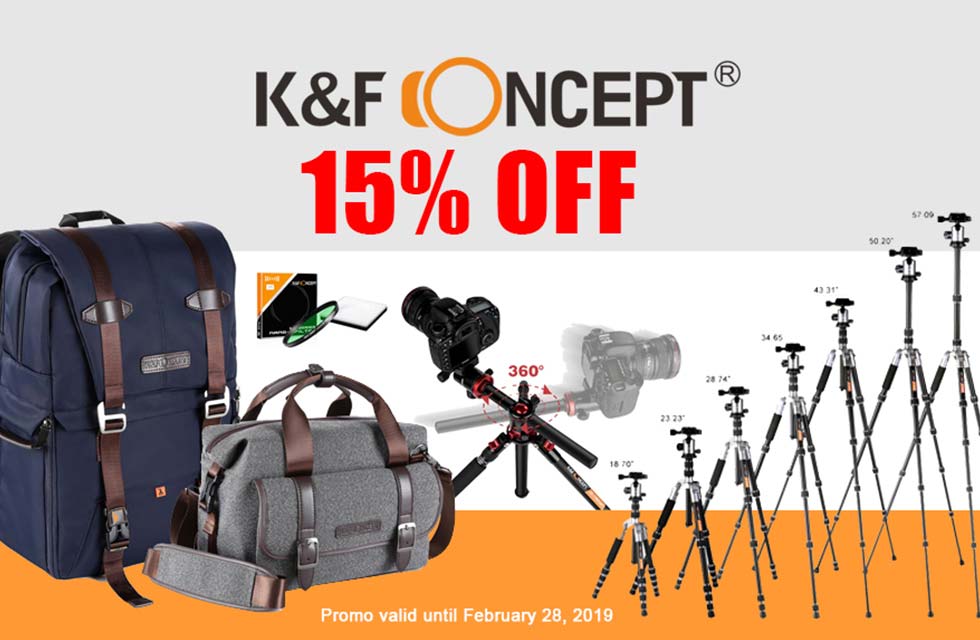 K&F CONCEPT®
15% OFF
57 09
50.20"
43 31"
34 65
28 74"
23 23"
18 70"
360°
K&F CONCEPT
Promo valid until February 28, 2019